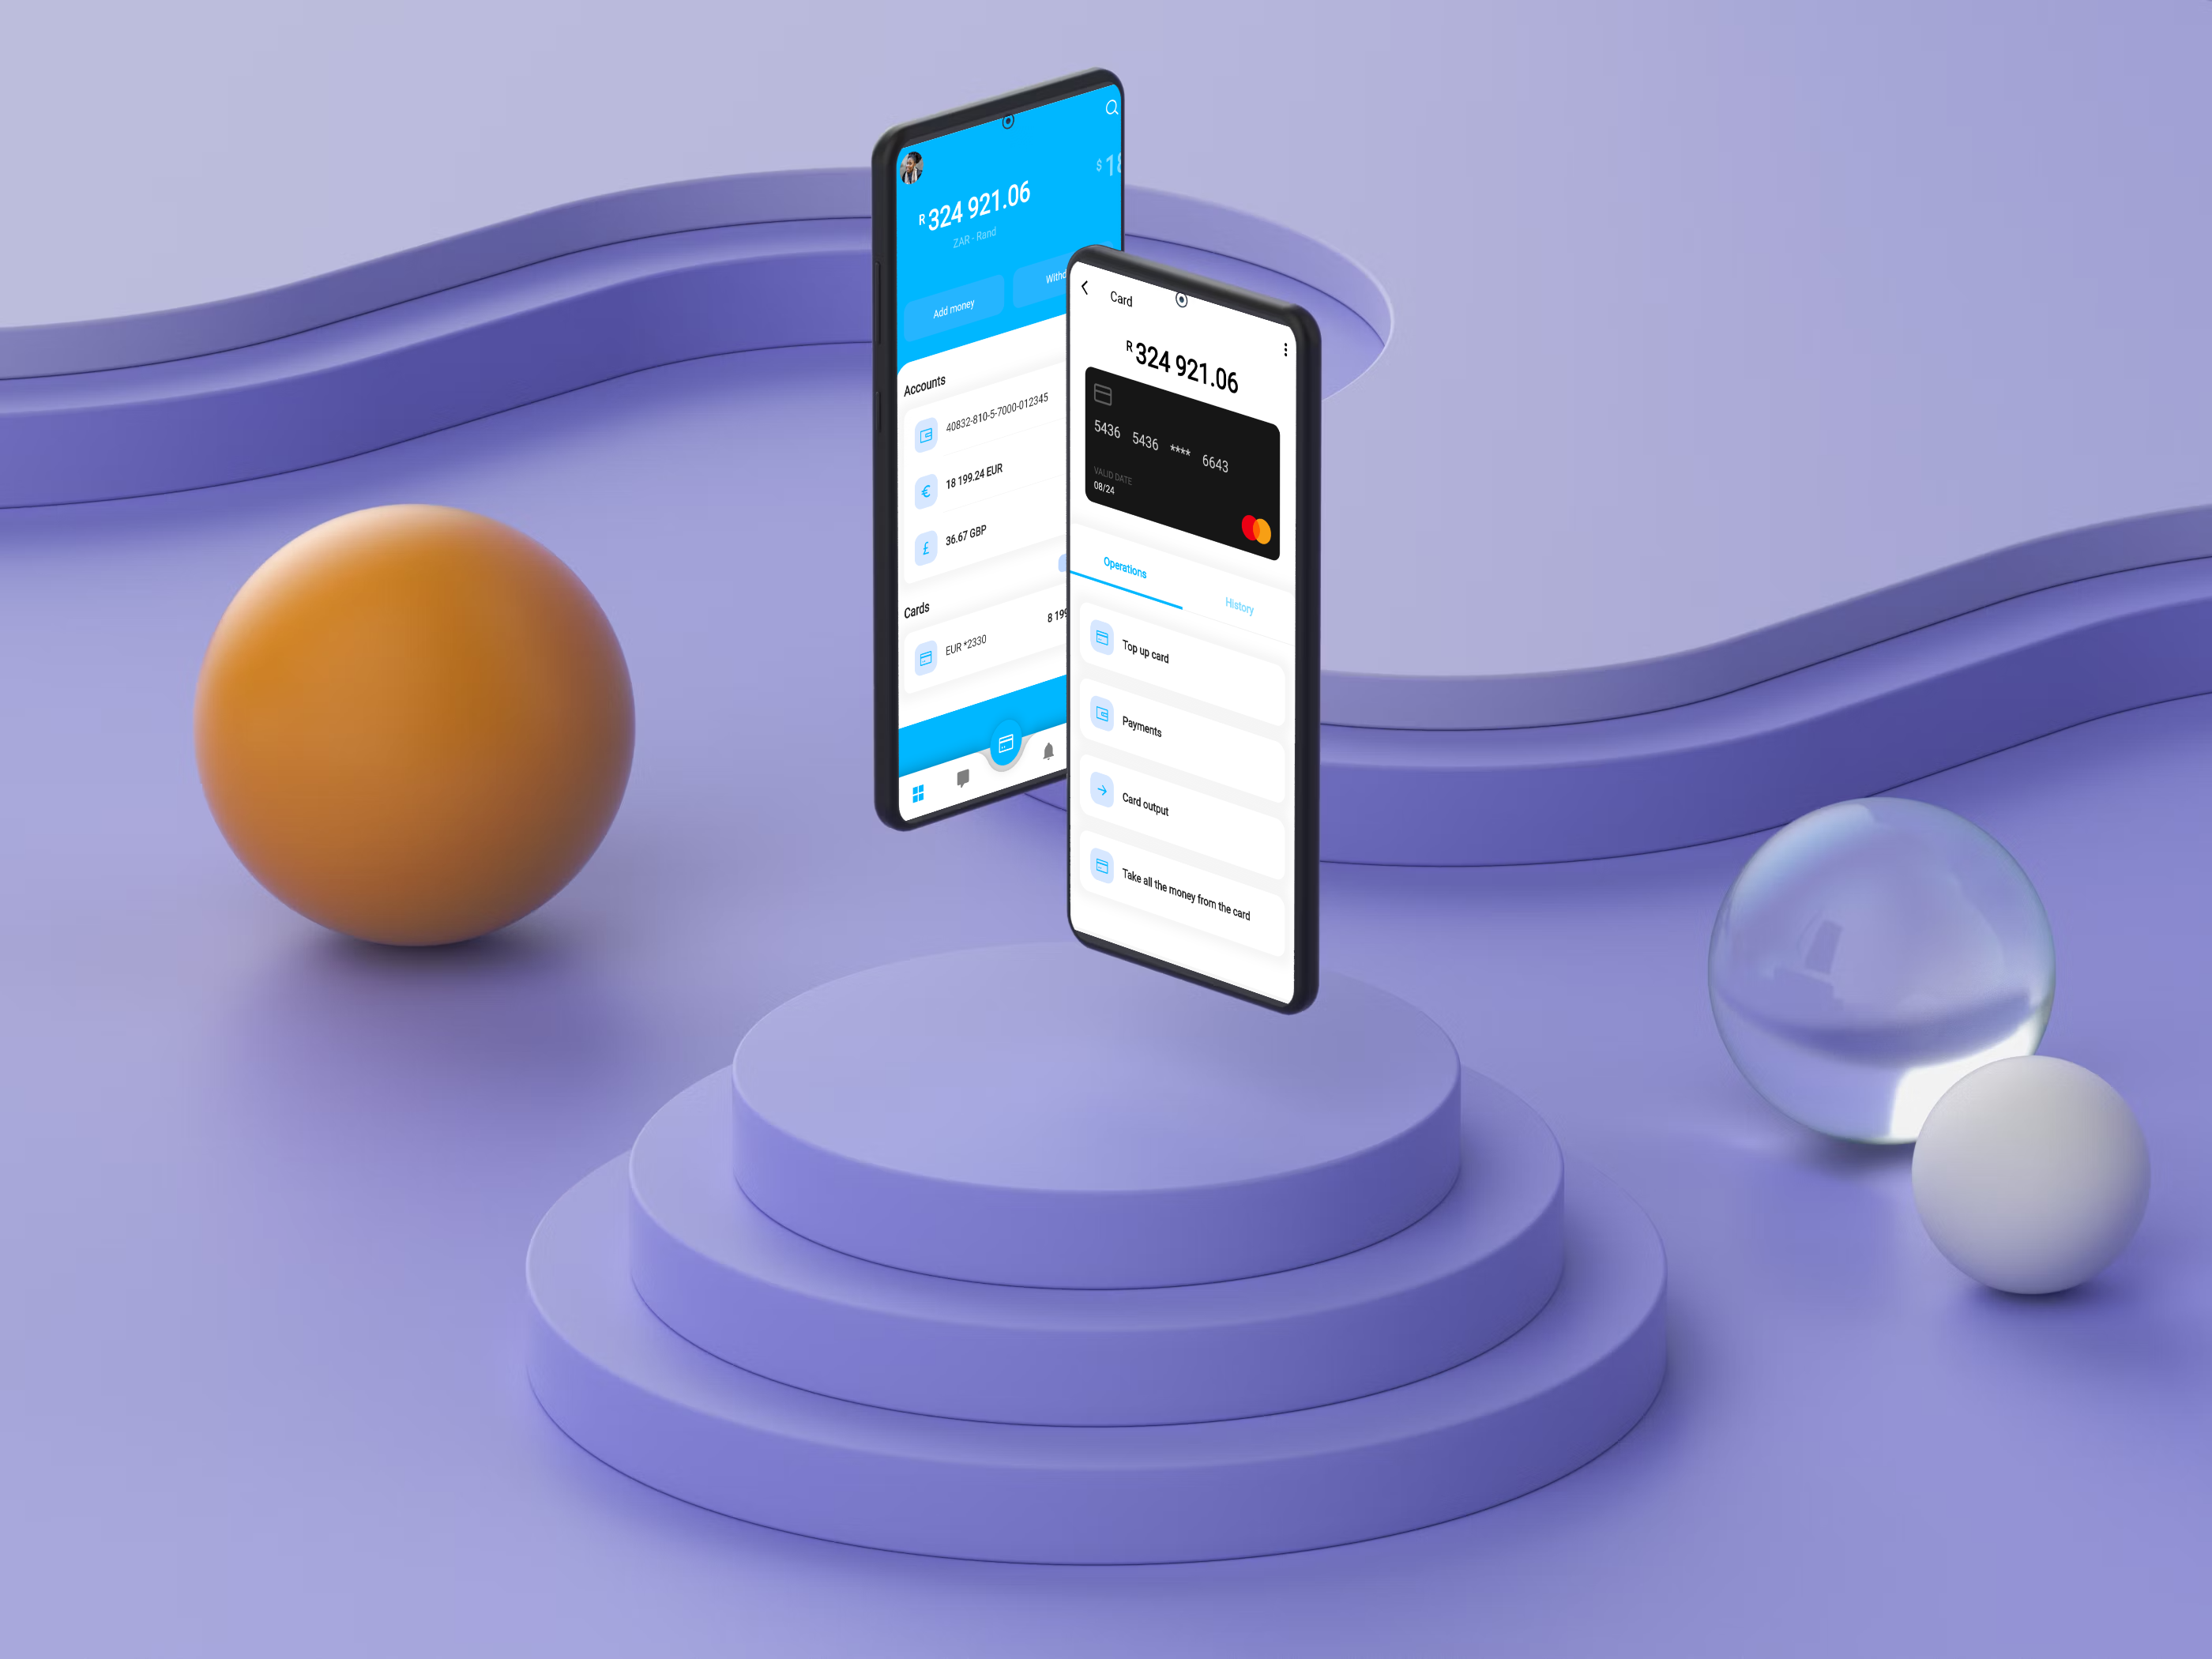 $ 18
R 324 921.06
ZAR - Rand
Add money
Accounts
40832-810-5-7000-012345
18 199.24 EUR
36.67 GBP
Cards
8 199
EUR *2330
Card
R 324 921.06
5436 5436 **** 6643
VALID DATE
08/24
Operations
History
Top up card
Payments
Card output
Take all the money from the card